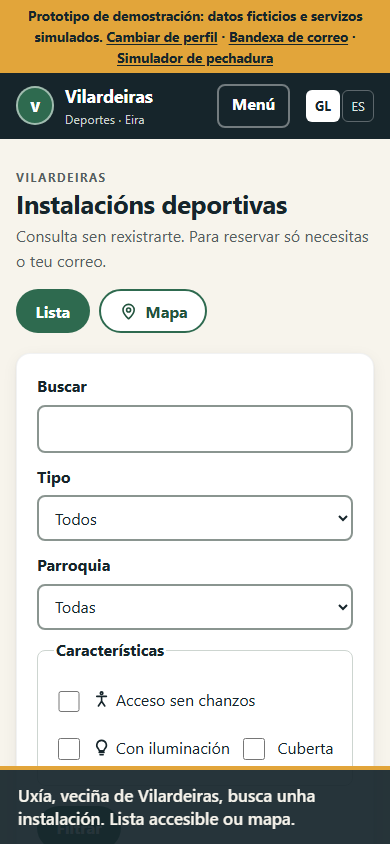 Prototipo de demostración: datos ficticios e servizos
simulados. Cambiar de perfil · Bandexa de correo ·
Simulador de pechadura
V
Vilardeiras
Deportes · Eira
Menú
GL
ES
VILARDEIRAS
Instalacións deportivas
Consulta sen rexistrarte. Para reservar só necesitas
o teu correo.
Lista
Mapa
Buscar
Tipo
Todos
Parroquia
Todas
Características
Acceso sen chanzos
Con iluminación
Cuberta
Uxía, veciña de Vilardeiras, busca unha
instalación. Lista accesible ou mapa.
Filtrar